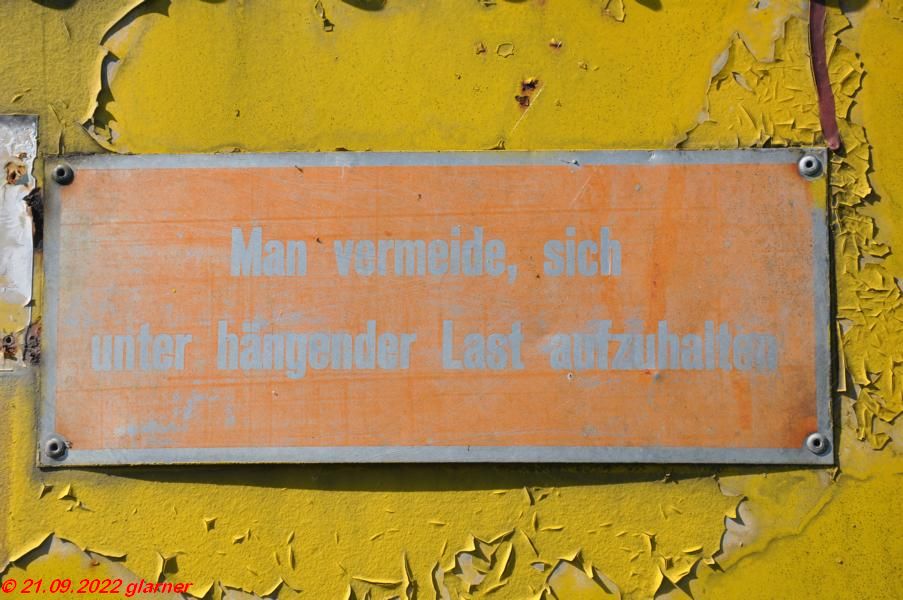 Man vermeide, sich
unter hängender Last aufzuhalten
© 21.09.2022 glarner